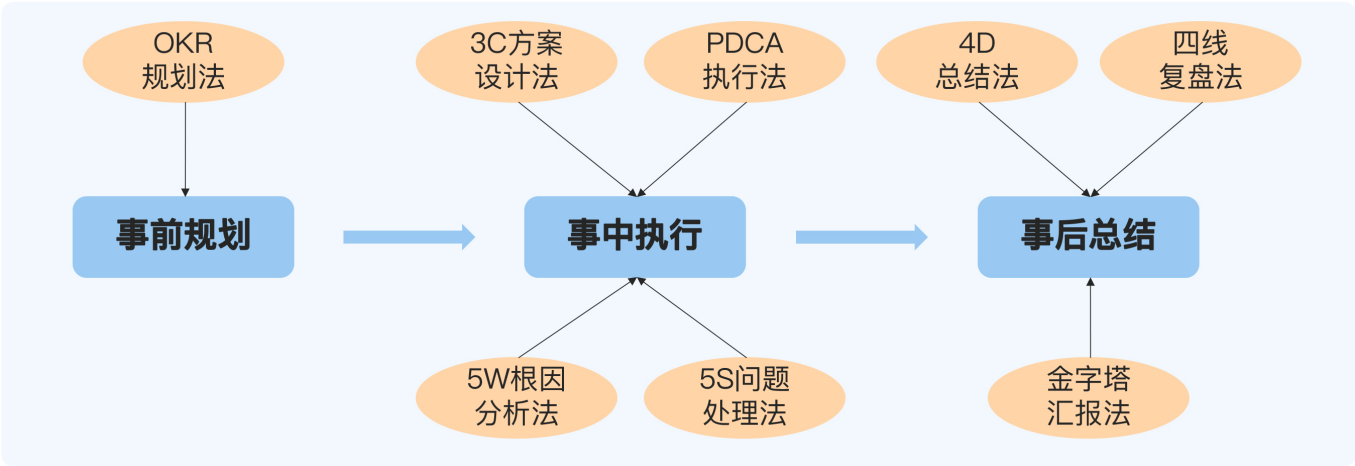 OKR
规划法
3C方案
设计法
PDCA
执行法
4D
总结法
四线
复盘法
事前规划
事中执行
事后总结
5W根因
分析法
5S问题
处理法
金字塔
汇报法